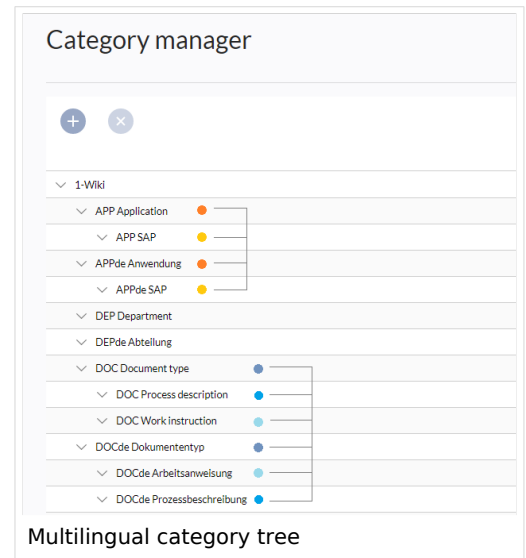 Category manager
1-Wiki
APP Application
APP SAP
APPde Anwendung
APPde SAP
DEP Department
DEPde Abteilung
DOC Document type
DOC Process description
DOC Work instruction
DOCde Dokumententyp
DOCde Arbeitsanweisung
DOCde Prozessbeschreibung
Multilingual category tree